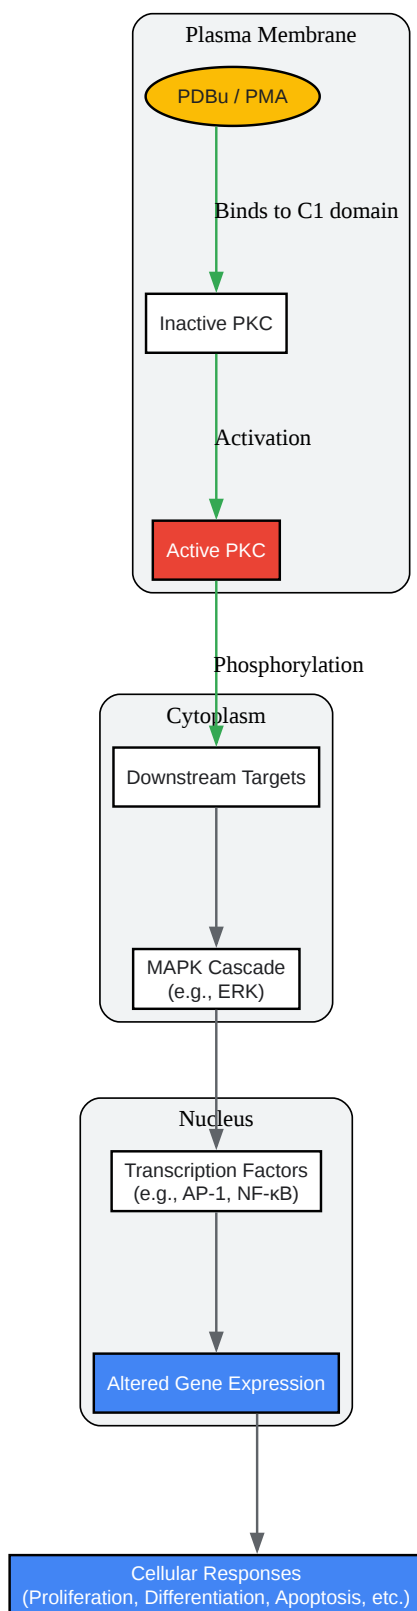 Plasma Membrane
PDBu / PMA
Binds to C1 domain
Inactive PKC
Activation
Active PKC
Phosphorylation
Cytoplasm
Downstream Targets
MAPK Cascade
(e.g., ERK)
Nucleus
Transcription Factors
(e.g., AP-1, NF-κB)
Altered Gene Expression
Cellular Responses
(Proliferation, Differentiation, Apoptosis, etc.)